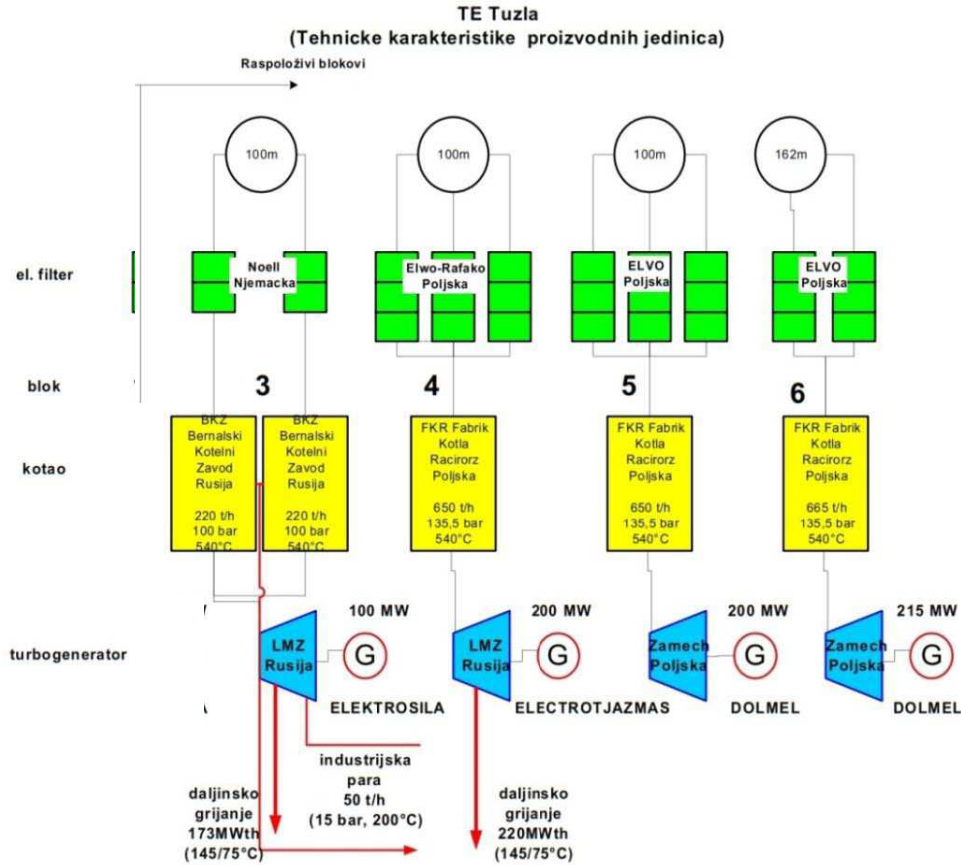 TE Tuzla
(Tehnicke karakteristike proizvodnih jedinica)
Raspoloživi blokovi
100m
100m
100m
162m
el. filter
Noell
Njemacka
Elwo-Rafako
Poljska
ELVO
Poljska
ELVO
Poljska
blok
3
4
5
6
kotao
BKZ
Bernalski
Kotelni
Zavod
Rusija
220 t/h
100 bar
540°C
BKZ
Bernalski
Kotelni
Zavod
Rusija
220 t/h
100 bar
540°C
FKR Fabrik
Kotla
Racirorz
Poljska
650 t/h
135,5 bar
540°C
FKR Fabrik
Kotla
Racirorz
Poljska
650 t/h
135,5 bar
540°C
FKR Fabrik
Kotla
Racirorz
Poljska
665 t/h
135,5 bar
540°C
turbogenerator
LMZ
Rusija
100 MW
G
ELEKTROSILA
LMZ
Rusija
200 MW
G
ELECTROTJAZMAS
Zamech
Poljska
200 MW
G
DOLMEL
Zamech
Poljska
215 MW
G
DOLMEL
industrijska
para
50 t/h
(15 bar, 200°C)
daljinsko
grijanje
173MWth
(145/75°C)
daljinsko
grijanje
220MWth
(145/75°C)